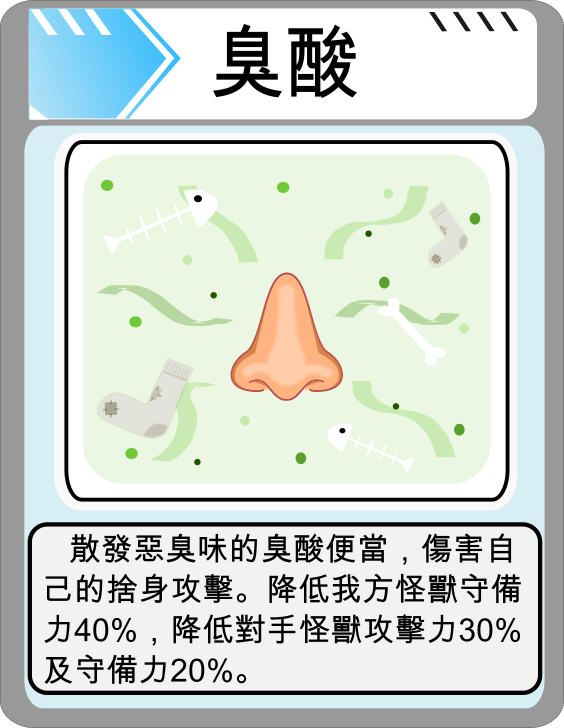 臭酸
散發惡臭味的臭酸便當，傷害自
己的捨身攻擊。降低我方怪獸守備
力40%，降低對手怪獸攻擊力30%
及守備力20%。